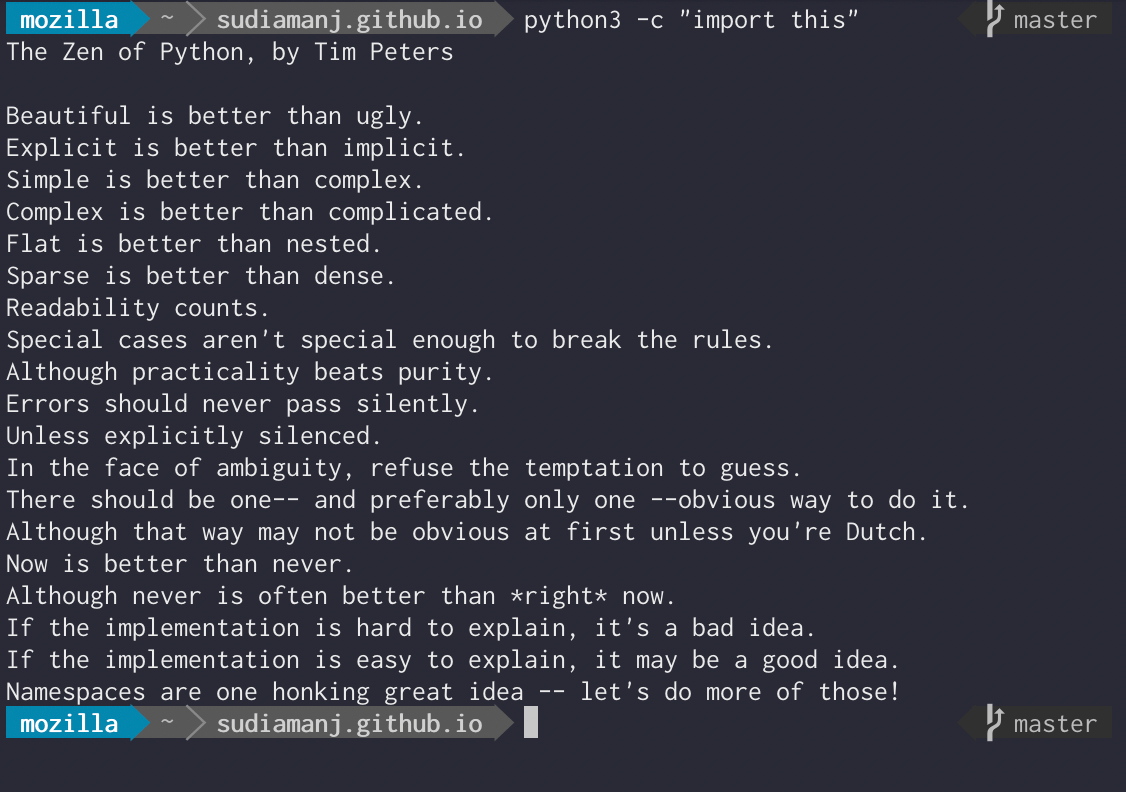 mozilla ~ sudiamanj.github.io python3 -c "import this" master
The Zen of Python, by Tim Peters

Beautiful is better than ugly.
Explicit is better than implicit.
Simple is better than complex.
Complex is better than complicated.
Flat is better than nested.
Sparse is better than dense.
Readability counts.
Special cases aren't special enough to break the rules.
Although practicality beats purity.
Errors should never pass silently.
Unless explicitly silenced.
In the face of ambiguity, refuse the temptation to guess.
There should be one-- and preferably only one --obvious way to do it.
Although that way may not be obvious at first unless you're Dutch.
Now is better than never.
Although never is often better than *right* now.
If the implementation is hard to explain, it's a bad idea.
If the implementation is easy to explain, it may be a good idea.
Namespaces are one honking great idea -- let's do more of those!
mozilla ~ sudiamanj.github.io master